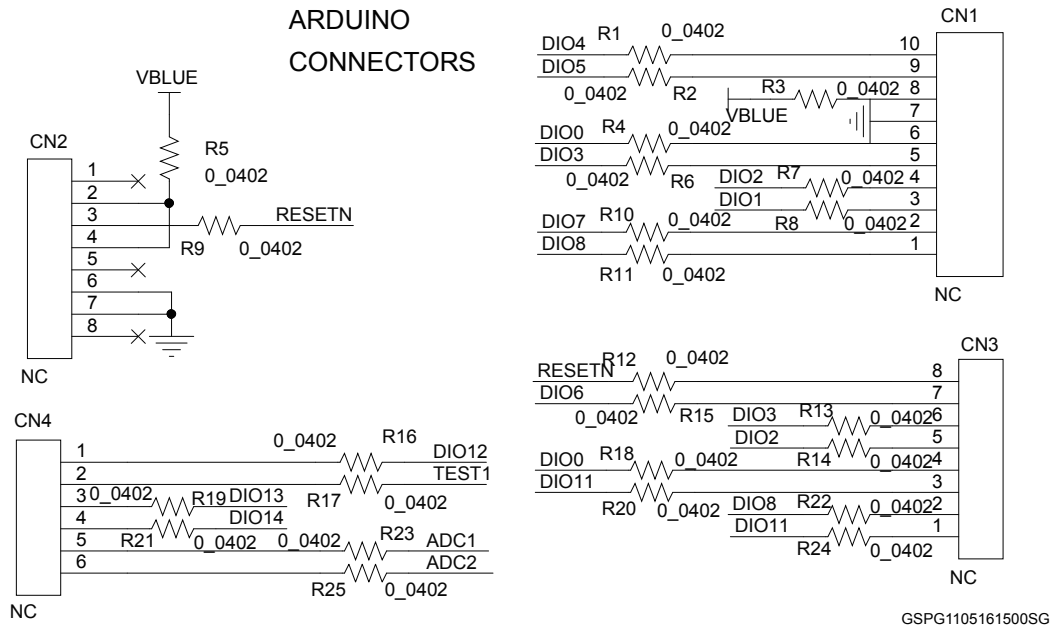 ARDUINO
CONNECTORS
VBLUE
CN2
R5
0_0402
1
2
3
4
5
6
7
8
RESETN
R9
0_0402
NC
CN1
R1
0_0402
DIO4
10
DIO5
9
0_0402
R2
R3
0_0402
8
VBLUE
7
DIO0
R4
0_0402
6
DIO3
5
0_0402
R6
DIO2
R7
0_0402
4
DIO1
3
R8
0_0402
DIO7
R10
0_0402
2
DIO8
1
R11
0_0402
NC
CN4
0_0402
R16
1
DIO12
2
TEST1
3
0_0402
R19
DIO13
R17
0_0402
4
DIO14
R21
0_0402
5
0_0402
R23
ADC1
6
ADC2
R25
0_0402
NC
CN3
RESETN
R12
0_0402
8
DIO6
7
0_0402
R15
DIO3
R13
0_0402
6
DIO2
5
R14
0_0402
DIO0
R18
0_0402
4
DIO11
3
R20
0_0402
DIO8
R22
0_0402
2
DIO11
1
R24
0_0402
NC
GSPG1105161500SG